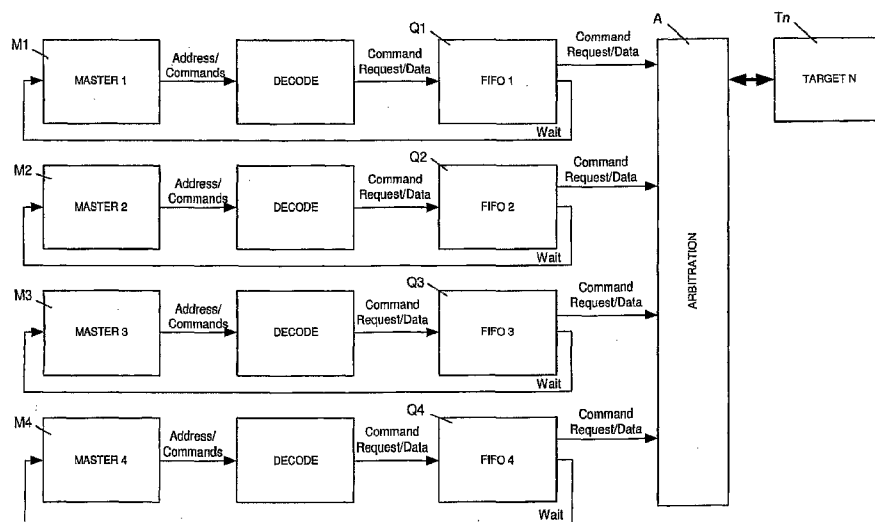 M1
MASTER 1
Address/
Commands
DECODE
Command
Request/Data
Q1
FIFO 1
Command
Request/Data
Wait
A
ARBITRATION
Tn
TARGET N
M2
MASTER 2
Address/
Commands
DECODE
Command
Request/Data
Q2
FIFO 2
Command
Request/Data
Wait
M3
MASTER 3
Address/
Commands
DECODE
Command
Request/Data
Q3
FIFO 3
Command
Request/Data
Wait
M4
MASTER 4
Address/
Commands
DECODE
Command
Request/Data
Q4
FIFO 4
Command
Request/Data
Wait